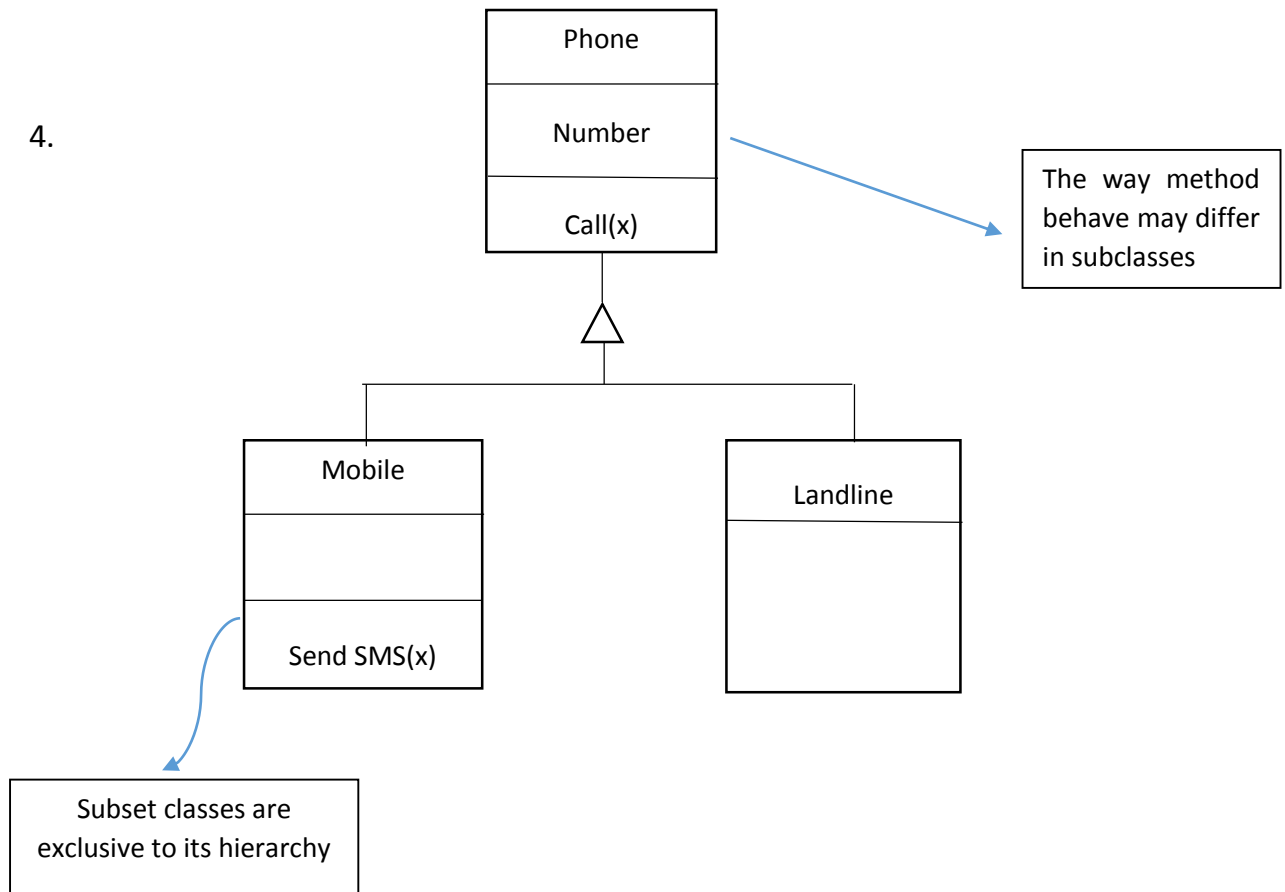 Phone
4.
Number
Call(x)
The way method
behave may differ
in subclasses
Mobile
Landline
Send SMS(x)
Subset classes are
exclusive to its hierarchy